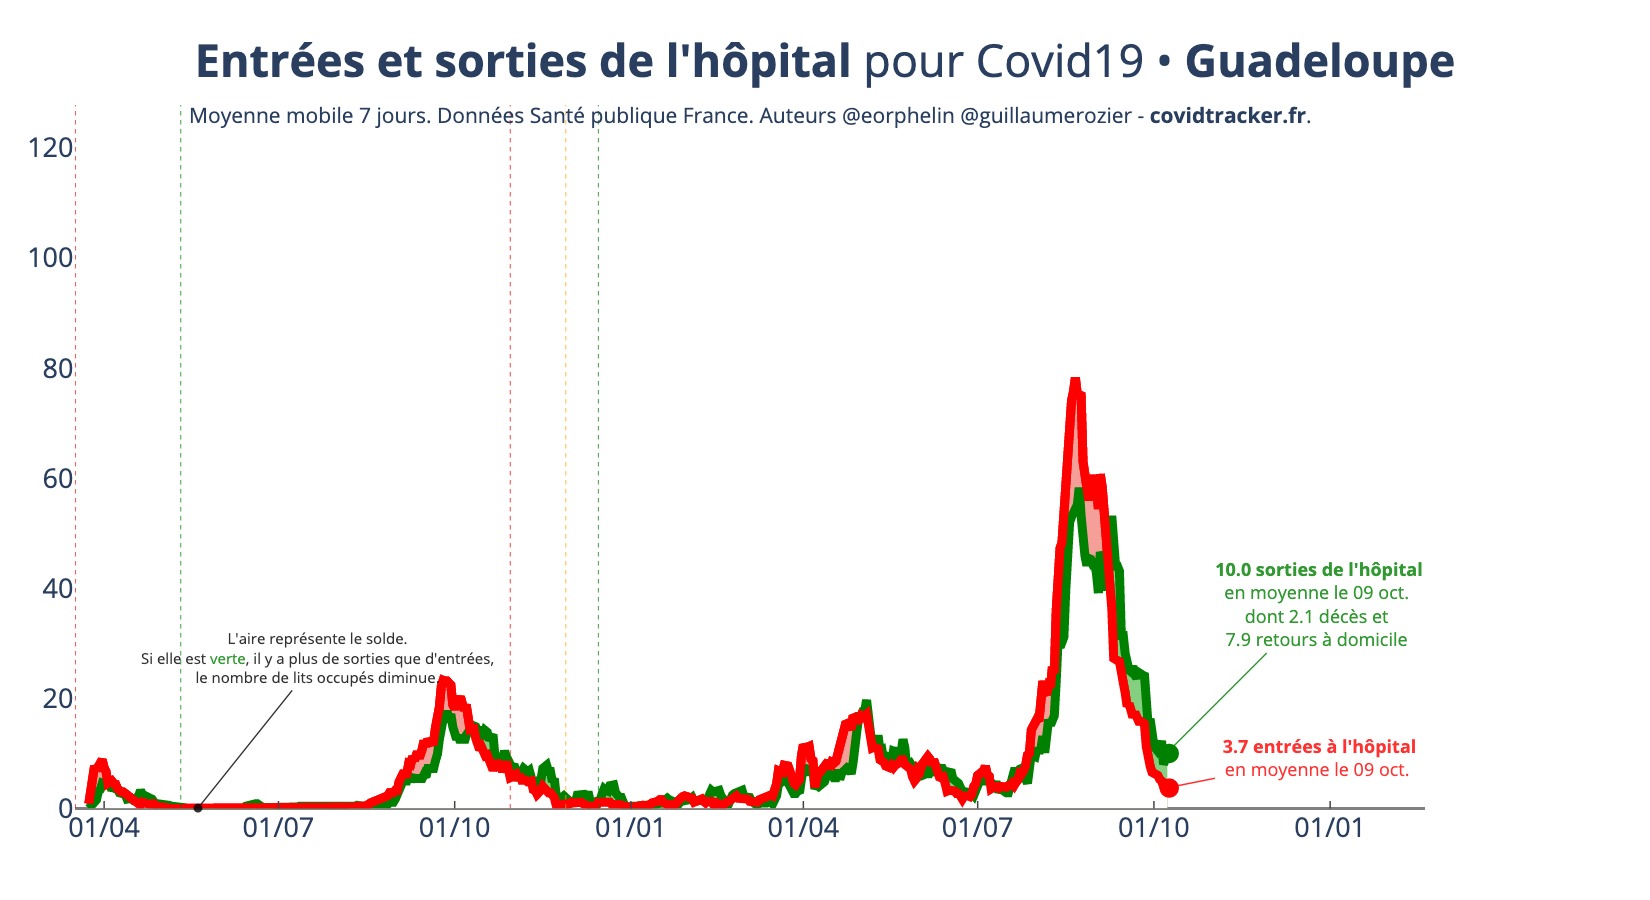 Entrées et sorties de l'hôpital pour Covid19 • Guadeloupe
Moyenne mobile 7 jours. Données Santé publique France. Auteurs @eorphelin @guillaumerozier - covidtracker.fr.
120
100
80
60
40
20
0
L'aire représente le solde.
Si elle est verte, il y a plus de sorties que d'entrées,
le nombre de lits occupés diminue.
10.0 sorties de l'hôpital
en moyenne le 09 oct.
dont 2.1 décès et
7.9 retours à domicile
3.7 entrées à l'hôpital
en moyenne le 09 oct.
01/04 01/07 01/10 01/01 01/04 01/07 01/10 01/01